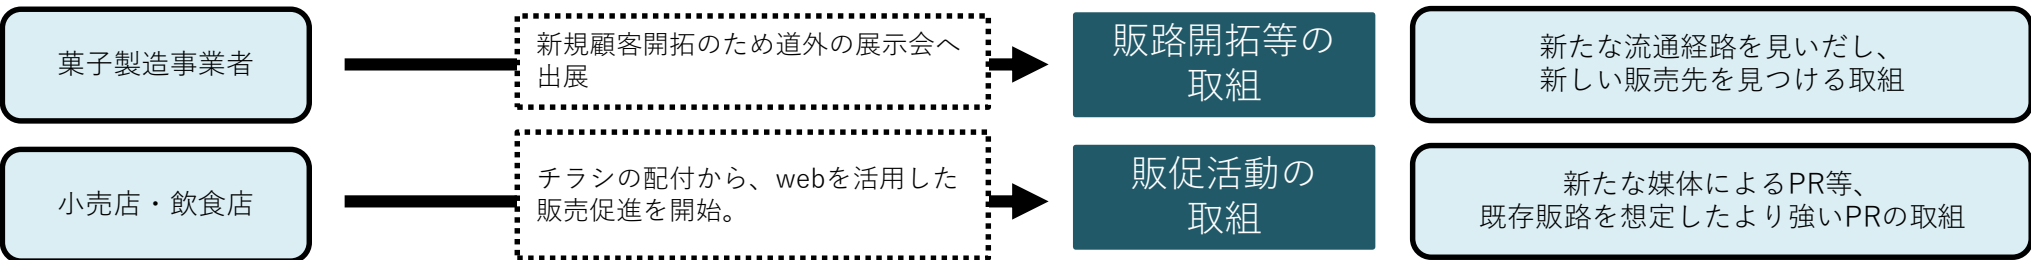 菓子製造事業者
新規顧客開拓のため道外の展示会へ
出展
販路開拓等の
取組
新たな流通経路を見いだし、
新しい販売先を見つける取組
小売店・飲食店
チラシの配付から、webを活用した
販売促進を開始。
販促活動の
取組
新たな媒体によるPR等、
既存販路を想定したより強いPRの取組